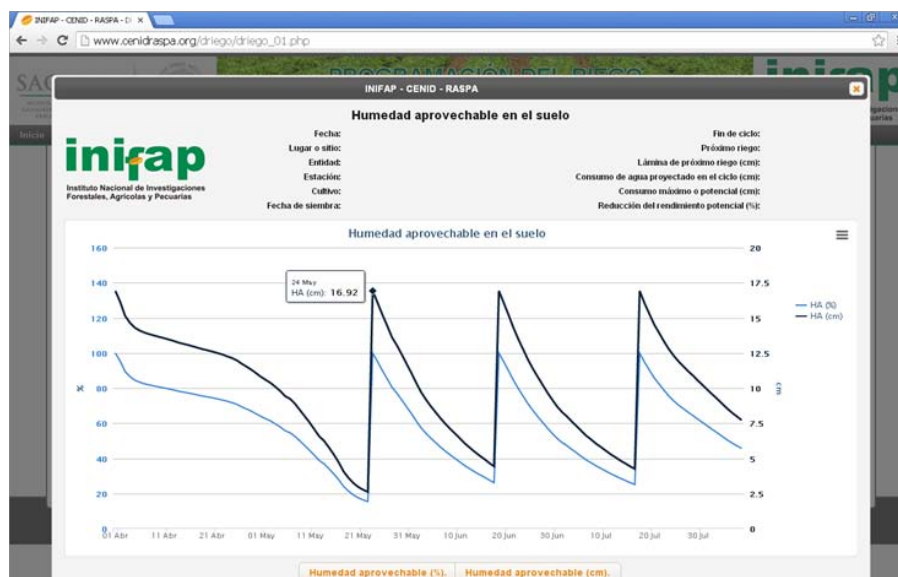 INIFAP - CENID - RASPA - D
www.cenidraspa.org/driego/driego_01.php
SAG
PROGRAMACIÓN DEL RIEGO
inifap
Inicio
INIFAP - CENID - RASPA
Humedad aprovechable en el suelo
inifap
Instituto Nacional de Investigaciones
Forestales, Agrícolas y Pecuarias
Fecha:
Lugar o sitio:
Entidad:
Estación:
Cultivo:
Fecha de siembra:
Fin de ciclo:
Próximo riego:
Lámina de próximo riego (cm):
Consumo de agua proyectado en el ciclo (cm):
Consumo máximo o potencial (cm):
Reducción del rendimiento potencial (%):
Humedad aprovechable en el suelo
160
140
120
100
80
60
40
20
0
%
24 May
HA (cm): 16.92
20
17.5
15
12.5
10
7.5
5
2.5
0
cm
HA (%)
HA (cm)
01 Abr 11 Abr 21 Abr 01 May 11 May 21 May 31 May 10 Jun 20 Jun 30 Jun 10 Jul 20 Jul 30 Jul
Humedad aprovechable (%). Humedad aprovechable (cm).